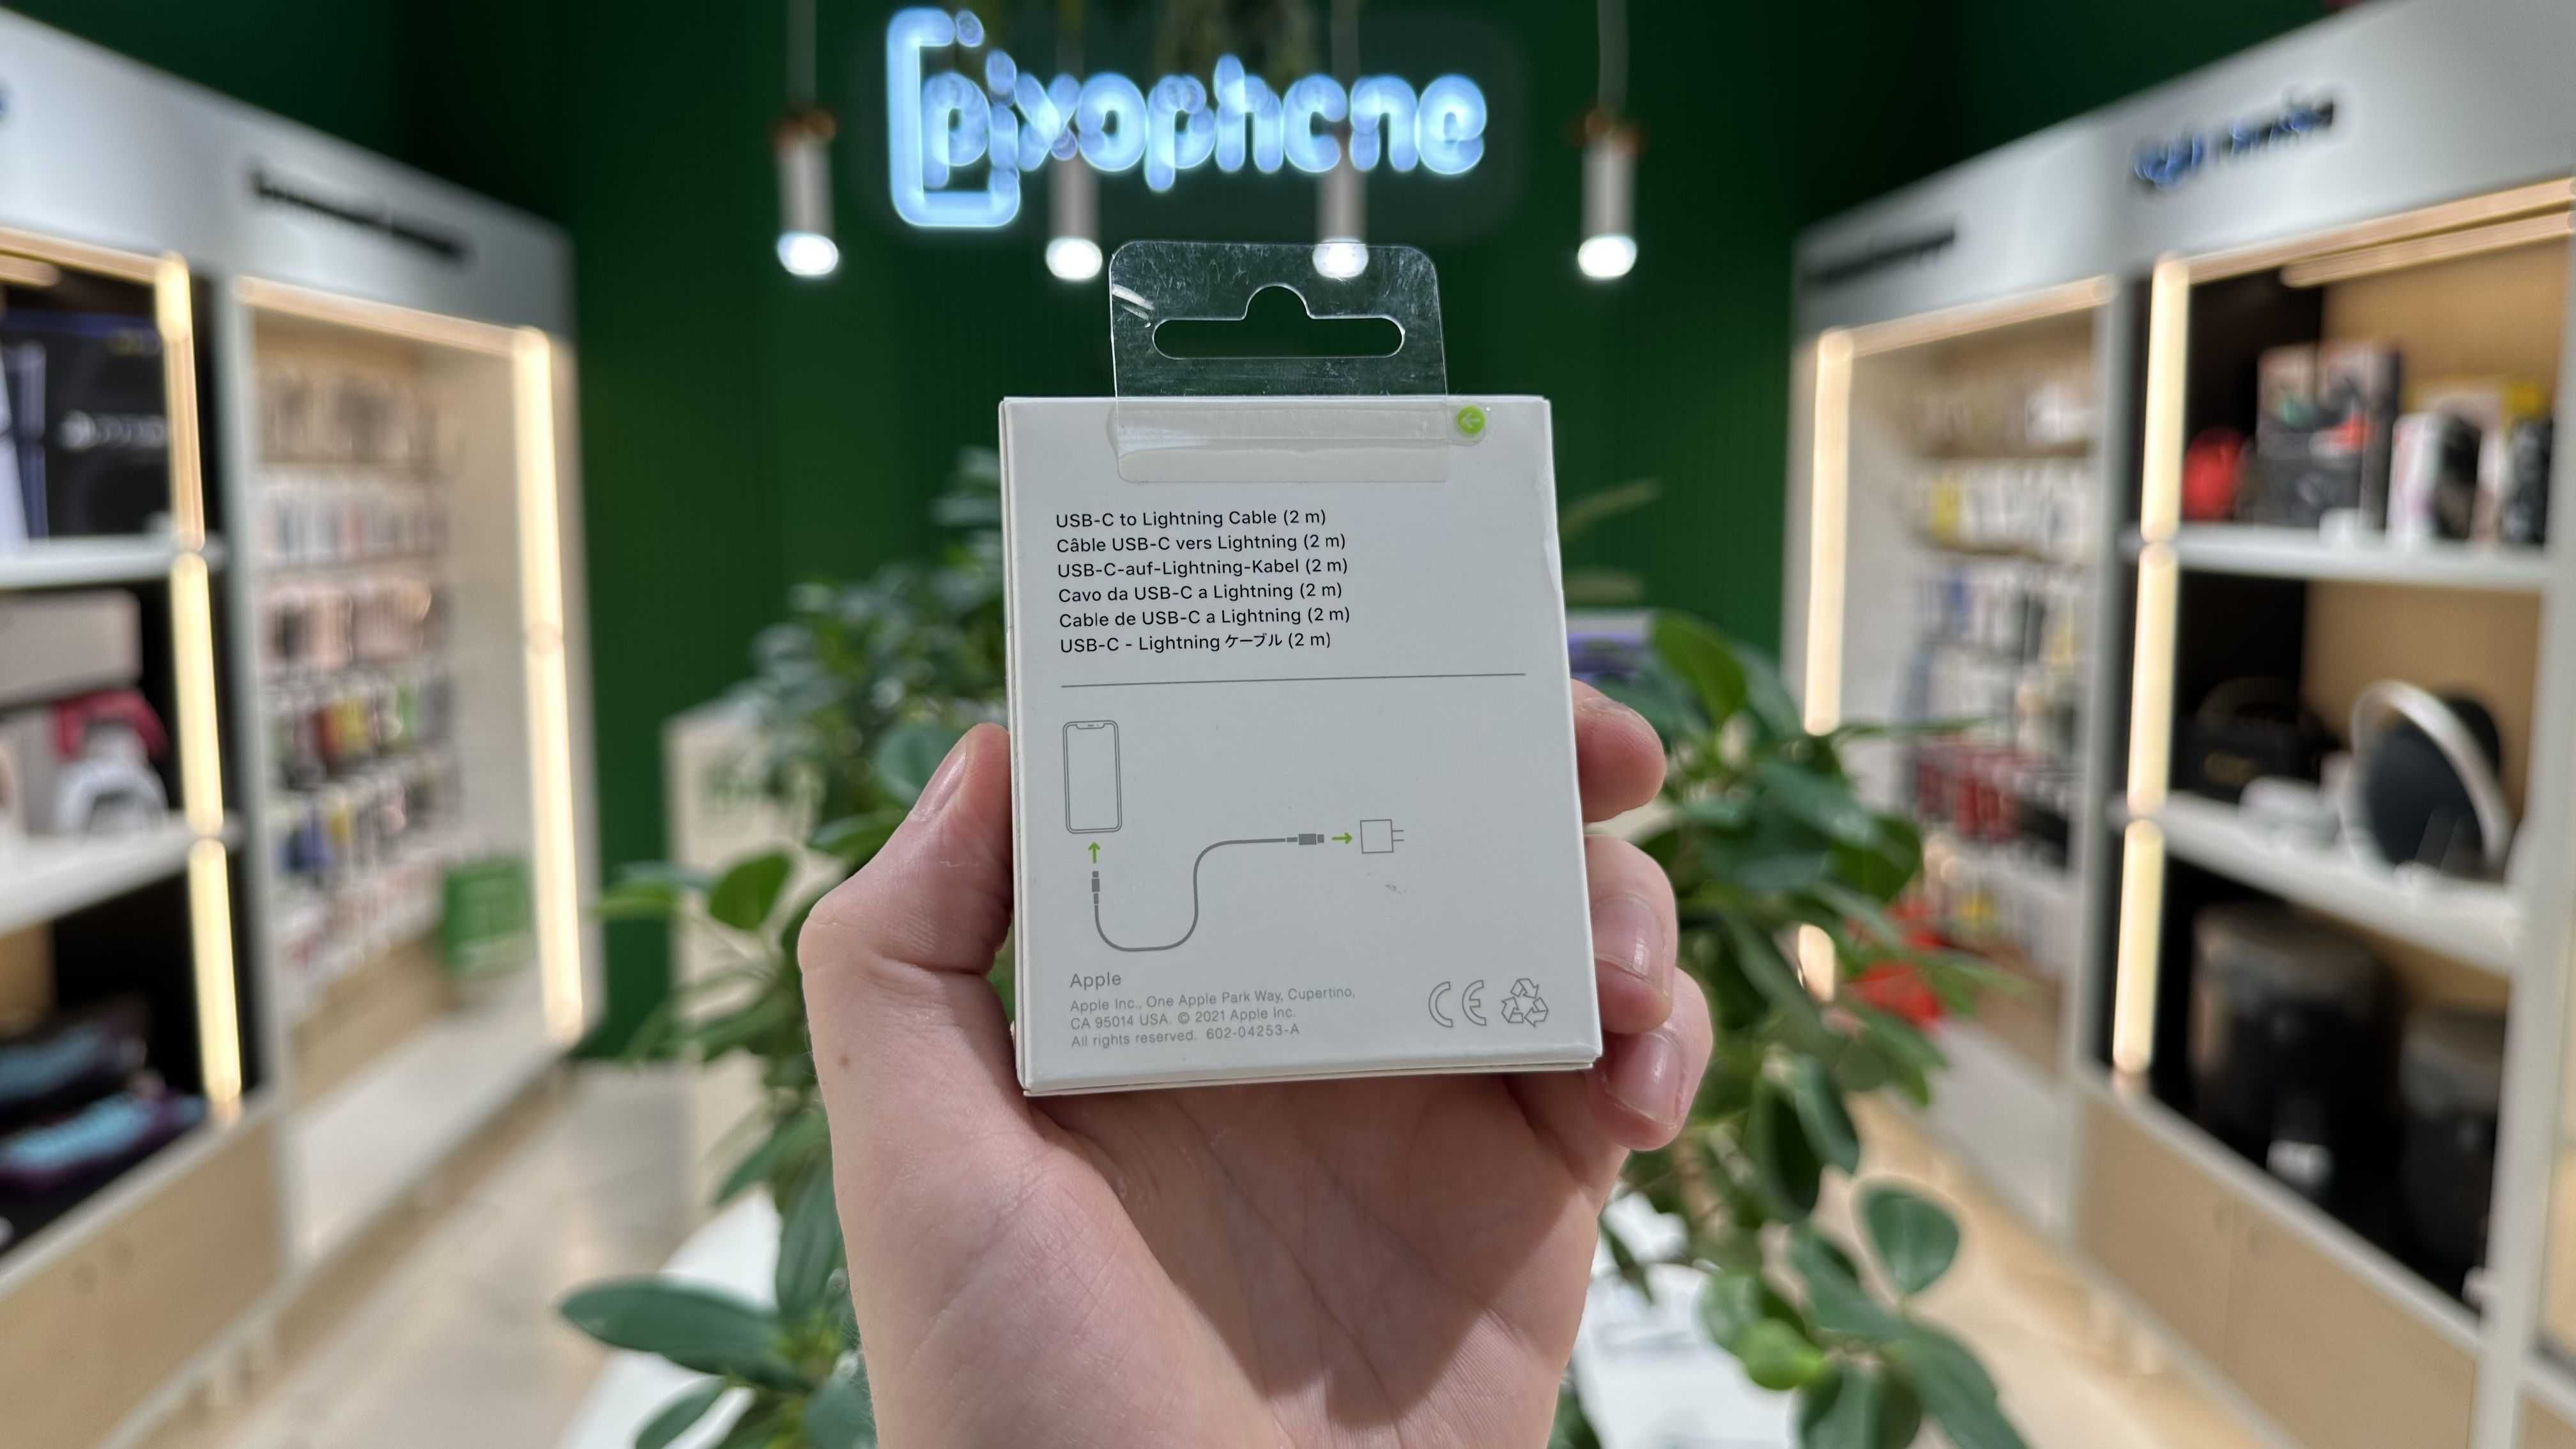 pixophone
USB-C to Lightning Cable (2 m)
Câble USB-C vers Lightning (2 m)
USB-C-auf-Lightning-Kabel (2 m)
Cavo da USB-C a Lightning (2 m)
Cable de USB-C a Lightning (2 m)
USB-C - Lightning ケーブル (2 m)
Apple
Apple Inc., One Apple Park Way, Cupertino,
CA 95014 USA. © 2021 Apple Inc.
All rights reserved. 602-04253-A
CE